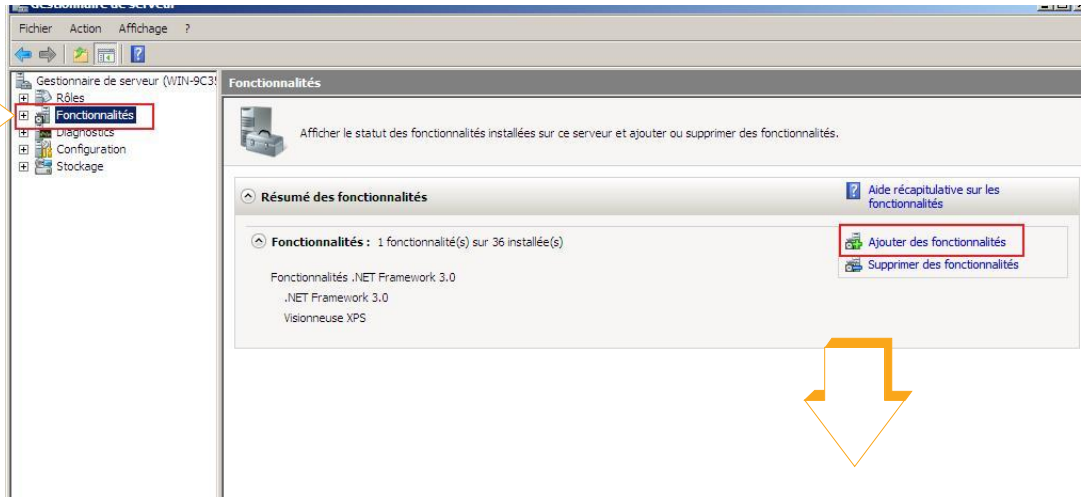 Gestionnaire de serveur
Fichier Action Affichage ?
Gestionnaire de serveur (WIN-9C3
Rôles
Fonctionnalités
Diagnostics
Configuration
Stockage
Fonctionnalités
Afficher le statut des fonctionnalités installées sur ce serveur et ajouter ou supprimer des fonctionnalités.
Résumé des fonctionnalités
Aide récapitulative sur les
fonctionnalités
Fonctionnalités : 1 fonctionnalité(s) sur 36 installée(s)
Ajouter des fonctionnalités
Supprimer des fonctionnalités
Fonctionnalités .NET Framework 3.0
.NET Framework 3.0
Visionneuse XPS